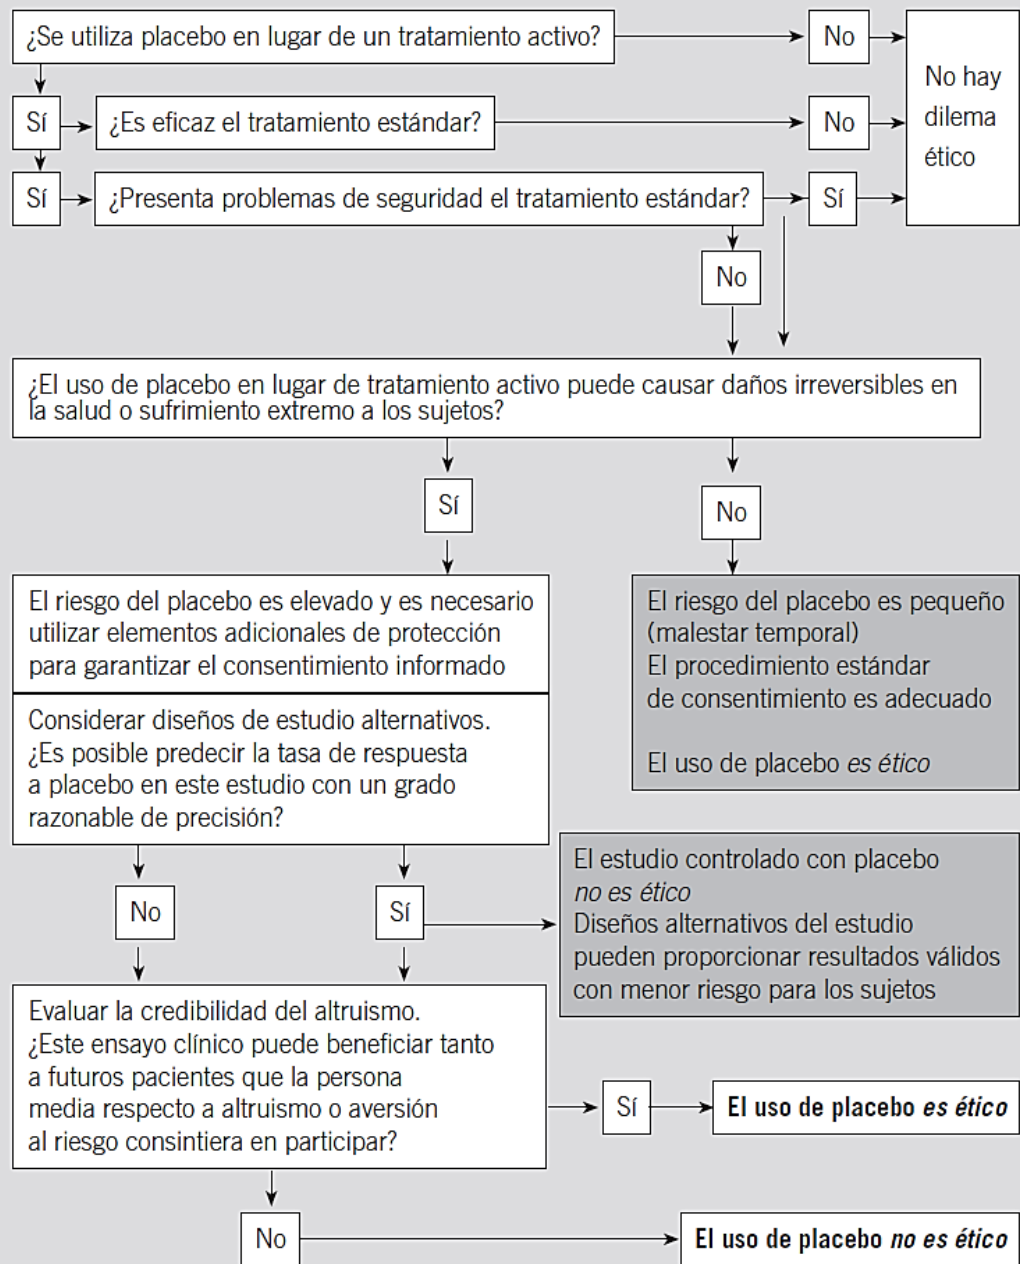 ¿Se utiliza placebo en lugar de un tratamiento activo?
No
No hay
dilema
ético
Sí
¿Es eficaz el tratamiento estándar?
No
Sí
¿Presenta problemas de seguridad el tratamiento estándar?
Sí
No
¿El uso de placebo en lugar de tratamiento activo puede causar daños irreversibles en
la salud o sufrimiento extremo a los sujetos?
Sí
No
El riesgo del placebo es elevado y es necesario
utilizar elementos adicionales de protección
para garantizar el consentimiento informado
El riesgo del placebo es pequeño
(malestar temporal)
El procedimiento estándar
de consentimiento es adecuado
El uso de placebo es ético
Considerar diseños de estudio alternativos.
¿Es posible predecir la tasa de respuesta
a placebo en este estudio con un grado
razonable de precisión?
No
Sí
El estudio controlado con placebo
no es ético
Diseños alternativos del estudio
pueden proporcionar resultados válidos
con menor riesgo para los sujetos
Evaluar la credibilidad del altruismo.
¿Este ensayo clínico puede beneficiar tanto
a futuros pacientes que la persona
media respecto a altruismo o aversión
al riesgo consintiera en participar?
Sí
El uso de placebo es ético
No
El uso de placebo no es ético